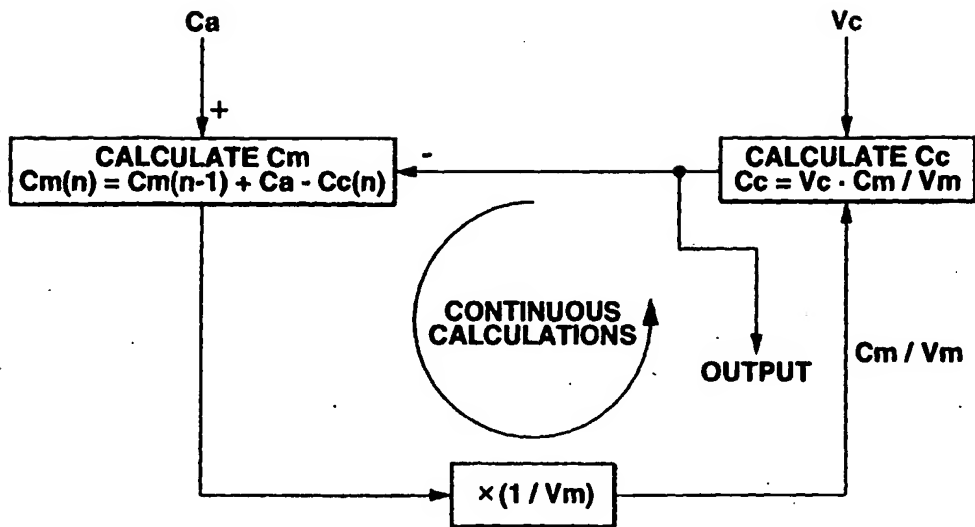 Ca
Vc
+
CALCULATE Cm
Cm(n) = Cm(n-1) + Ca - Cc(n)
-
CALCULATE Cc
Cc = Vc · Cm / Vm
CONTINUOUS
CALCULATIONS
OUTPUT
Cm / Vm
×(1 / Vm)